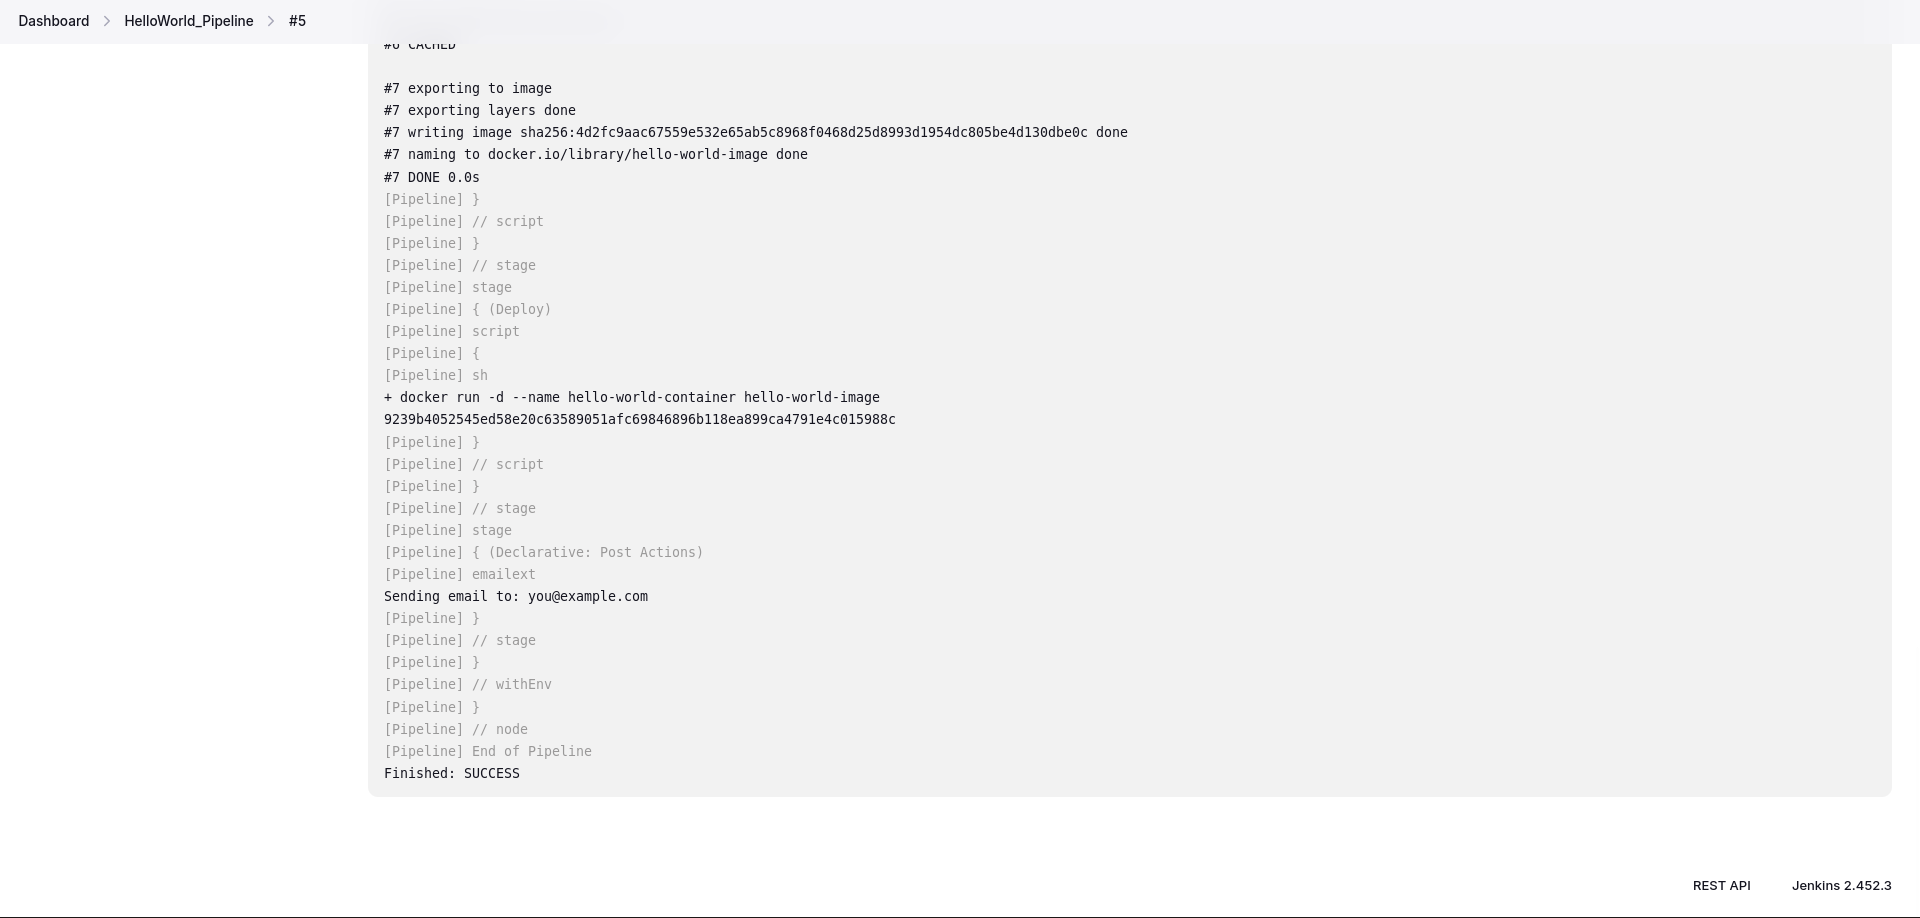 Dashboard > HelloWorld_Pipeline > #5
#6 CACHED
#7 exporting to image
#7 exporting layers done
#7 writing image sha256:4d2fc9aac67559e532e65ab5c8968f0468d25d8993d1954dc805be4d130dbe0c done
#7 naming to docker.io/library/hello-world-image done
#7 DONE 0.0s
[Pipeline] }
[Pipeline] // script
[Pipeline] }
[Pipeline] // stage
[Pipeline] stage
[Pipeline] { (Deploy)
[Pipeline] script
[Pipeline] {
[Pipeline] sh
+ docker run -d --name hello-world-container hello-world-image
9239b4052545ed58e20c63589051afc69846896b118ea899ca4791e4c015988c
[Pipeline] }
[Pipeline] // script
[Pipeline] }
[Pipeline] // stage
[Pipeline] stage
[Pipeline] { (Declarative: Post Actions)
[Pipeline] emailext
Sending email to: you@example.com
[Pipeline] }
[Pipeline] // stage
[Pipeline] }
[Pipeline] // withEnv
[Pipeline] }
[Pipeline] // node
[Pipeline] End of Pipeline
Finished: SUCCESS
REST API
Jenkins 2.452.3